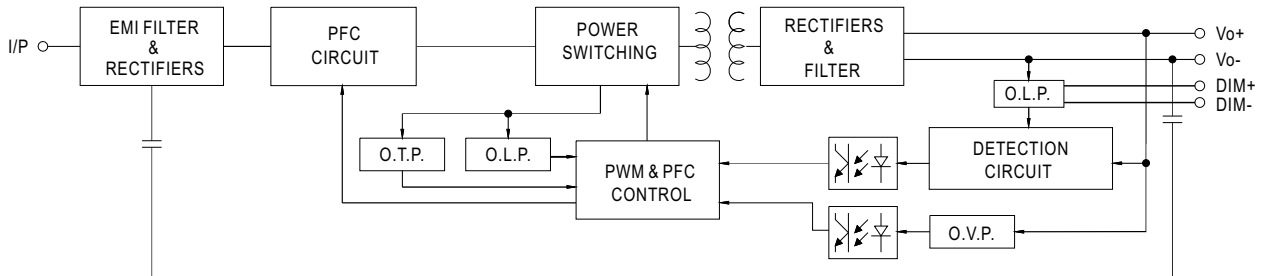 I/P
EMI FILTER
&
RECTIFIERS
PFC
CIRCUIT
POWER
SWITCHING
RECTIFIERS
&
FILTER
Vo+
Vo-
DIM+
DIM-
O.L.P.
O.T.P.
O.L.P.
PWM & PFC
CONTROL
DETECTION
CIRCUIT
O.V.P.